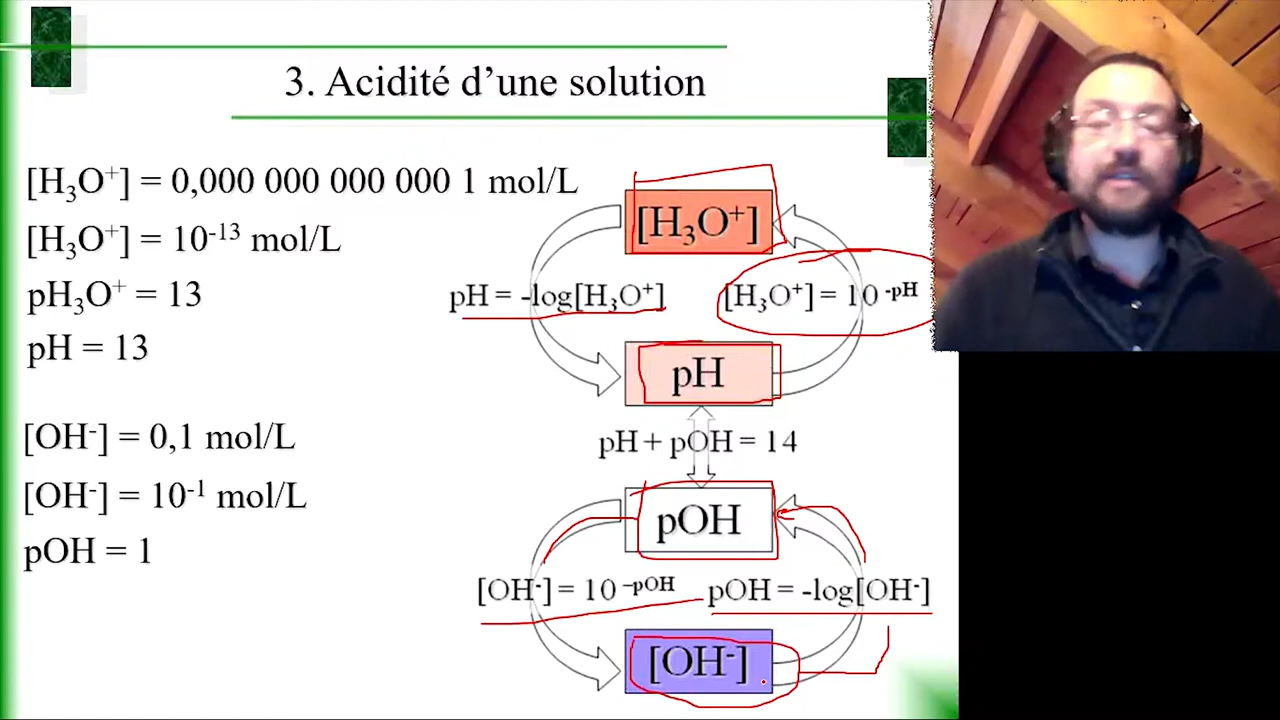 3. Acidité d’une solution
[H₃O⁺] = 0,000 000 000 000 1 mol/L
[H₃O⁺] = 10⁻¹³ mol/L
pH₃O⁺ = 13
pH = 13
[OH⁻] = 0,1 mol/L
[OH⁻] = 10⁻¹ mol/L
pOH = 1
[H₃O⁺]
pH = -log[H₃O⁺]
[H₃O⁺] = 10 ⁻ᵖᴴ
pH
pH + pOH = 14
pOH
[OH⁻] = 10 ⁻ᵖᴼᴴ
pOH = -log[OH⁻]
[OH⁻]